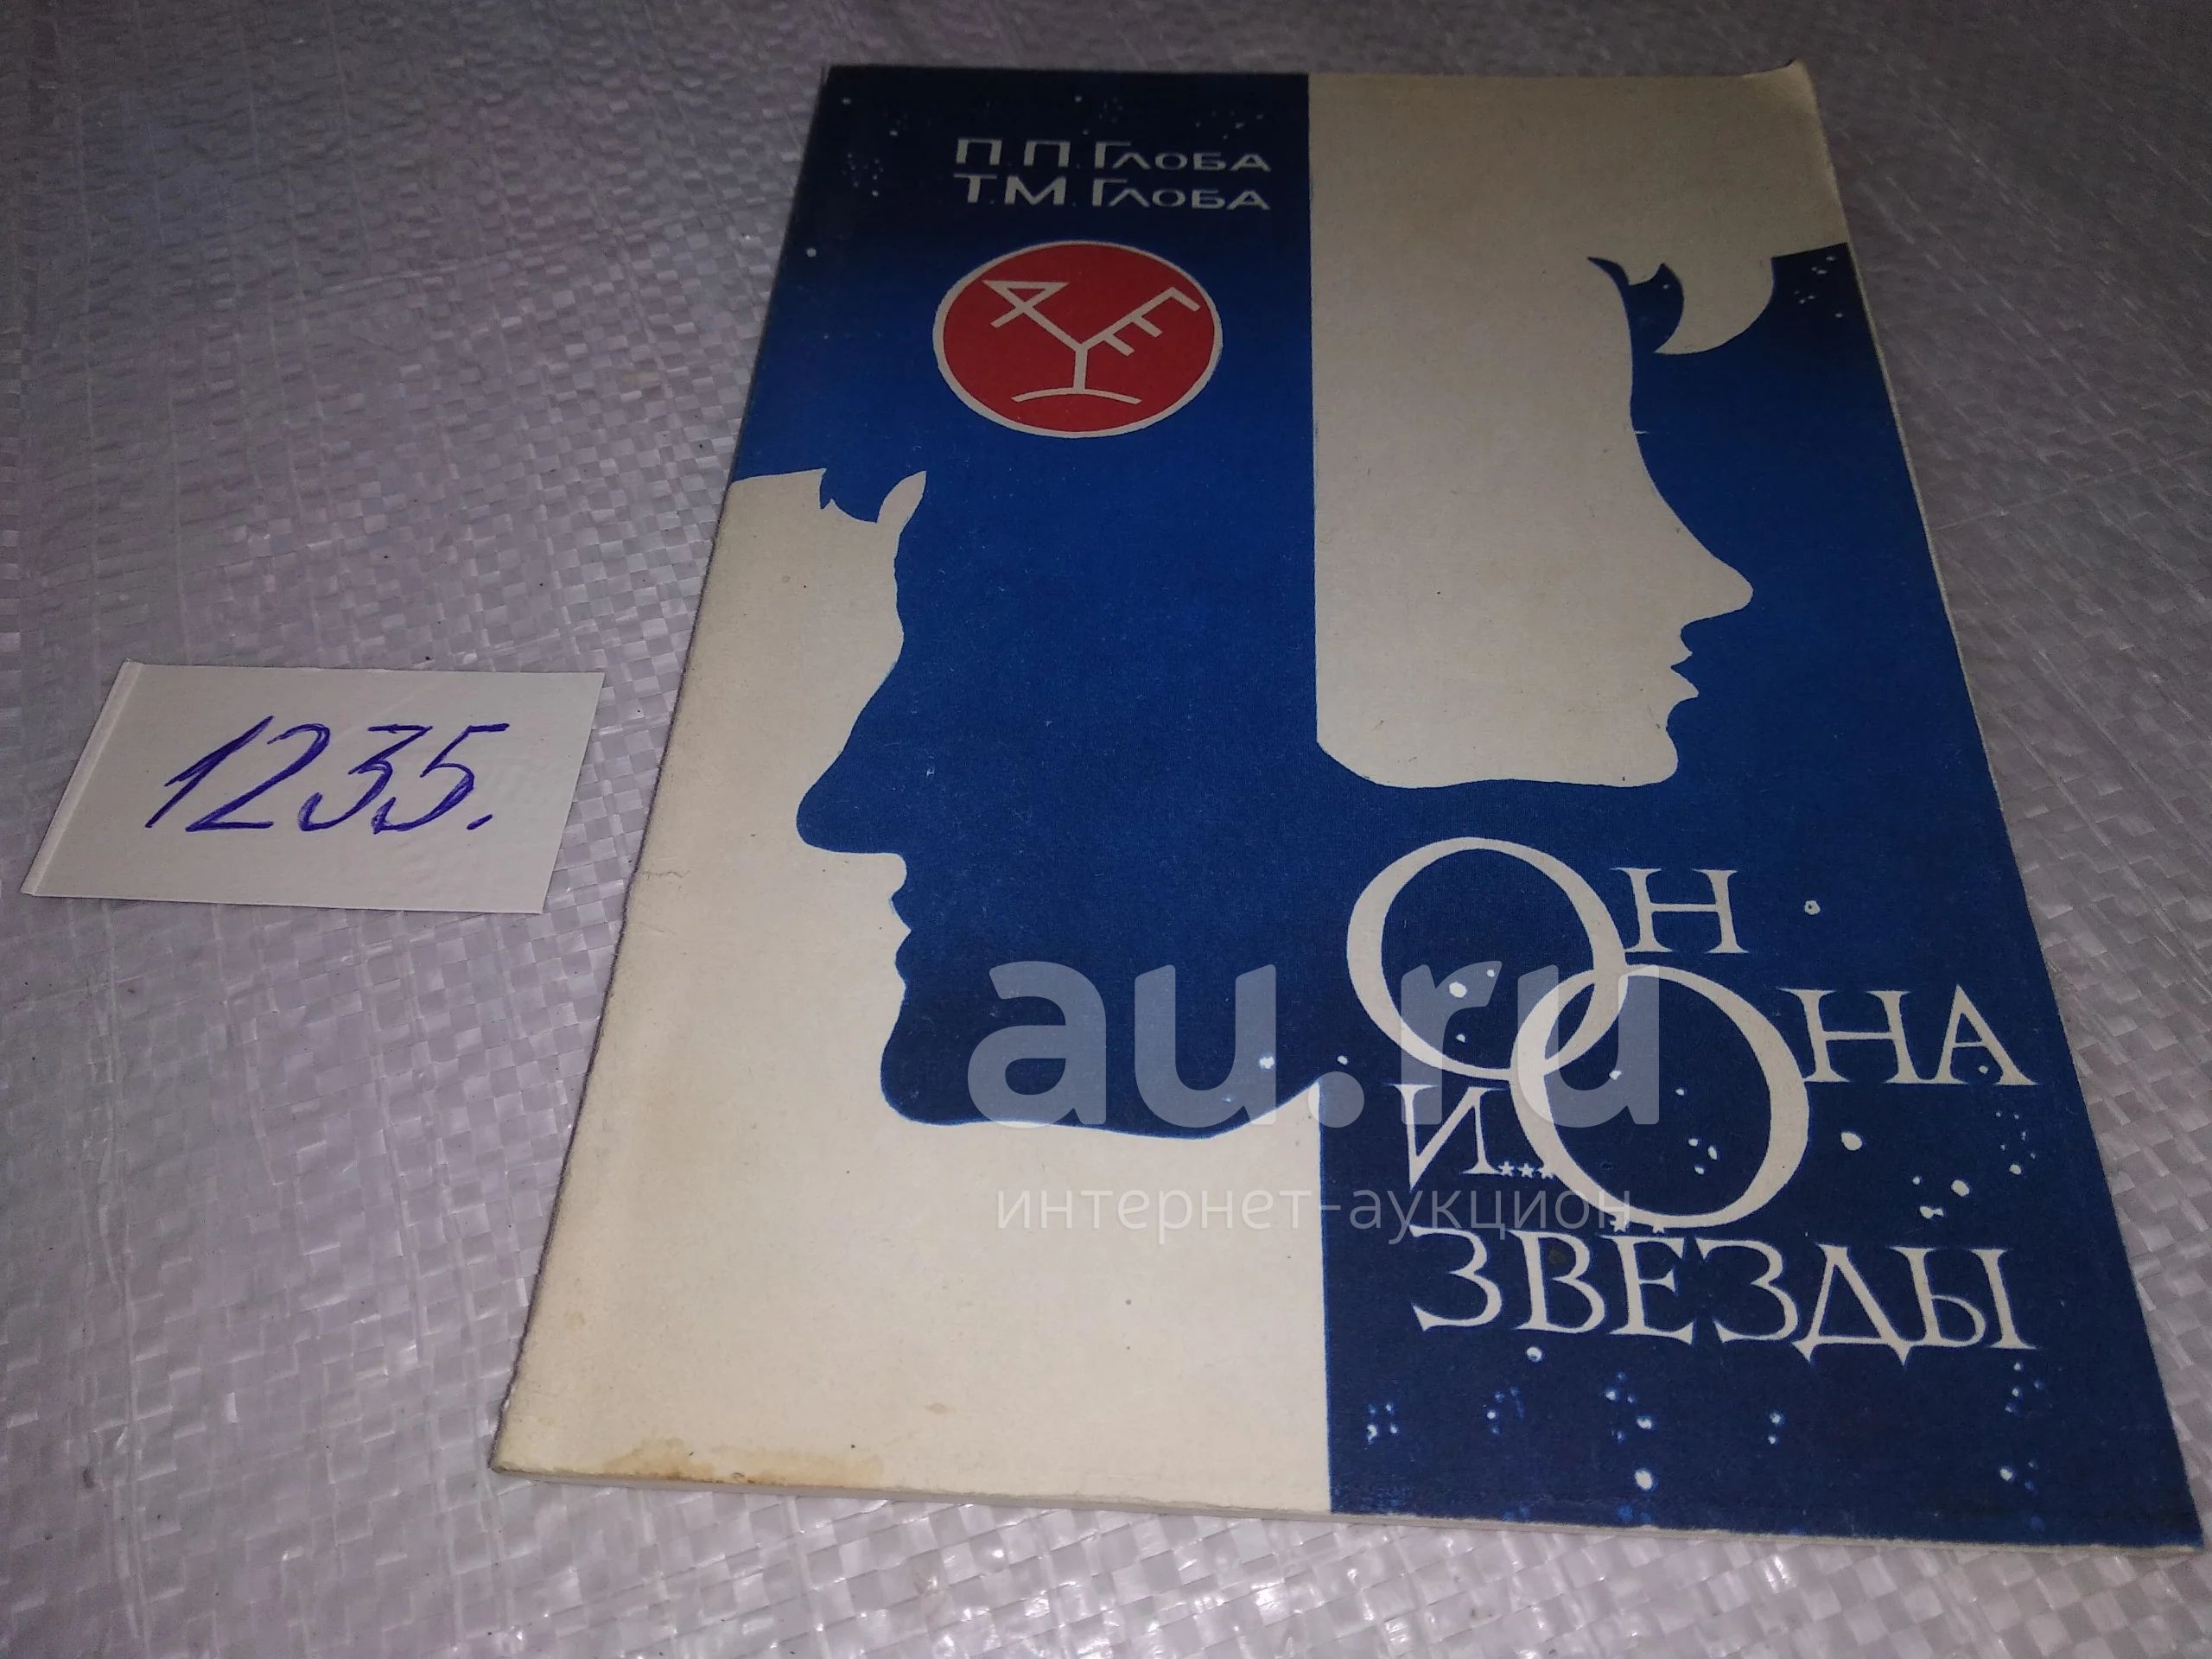 П.П.ГЛОБА
Т.М.ГЛОБА
1235.
ОН
ОНА
И...
ЗВЁЗДЫ
au.ru
интернет-аукцион